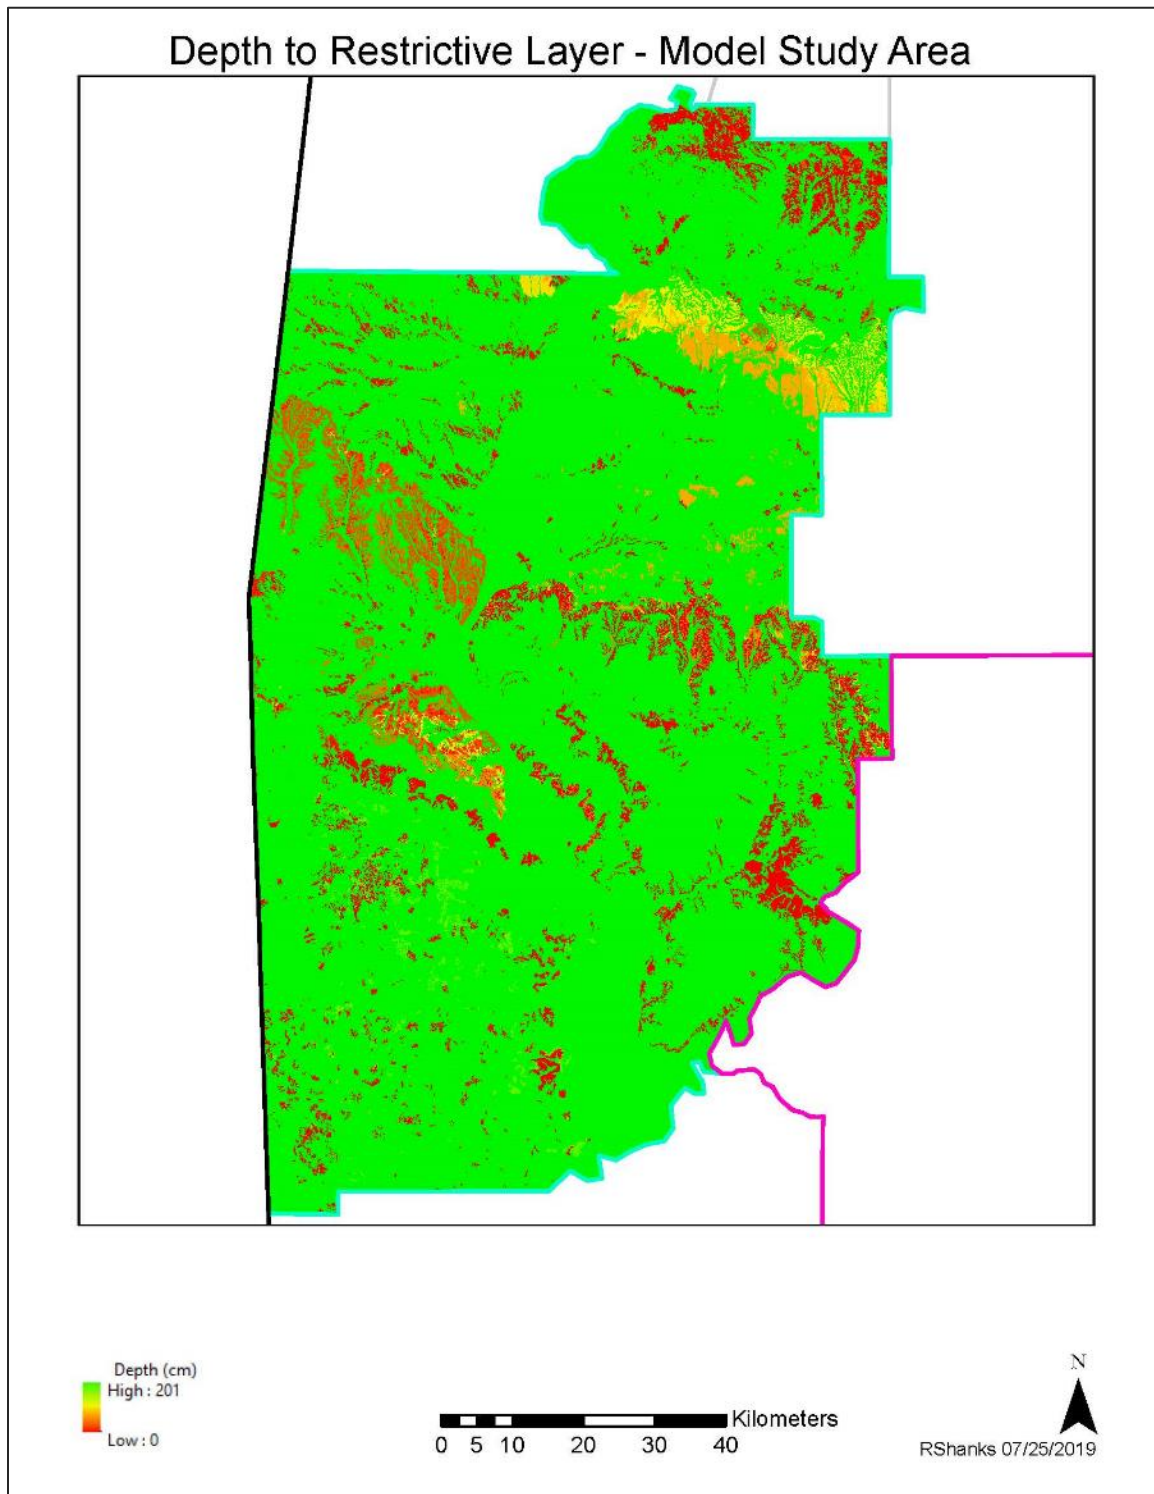 Depth to Restrictive Layer - Model Study Area
Depth (cm)
High : 201
Low : 0
Kilometers
0 5 10 20 30 40
N
RShanks 07/25/2019